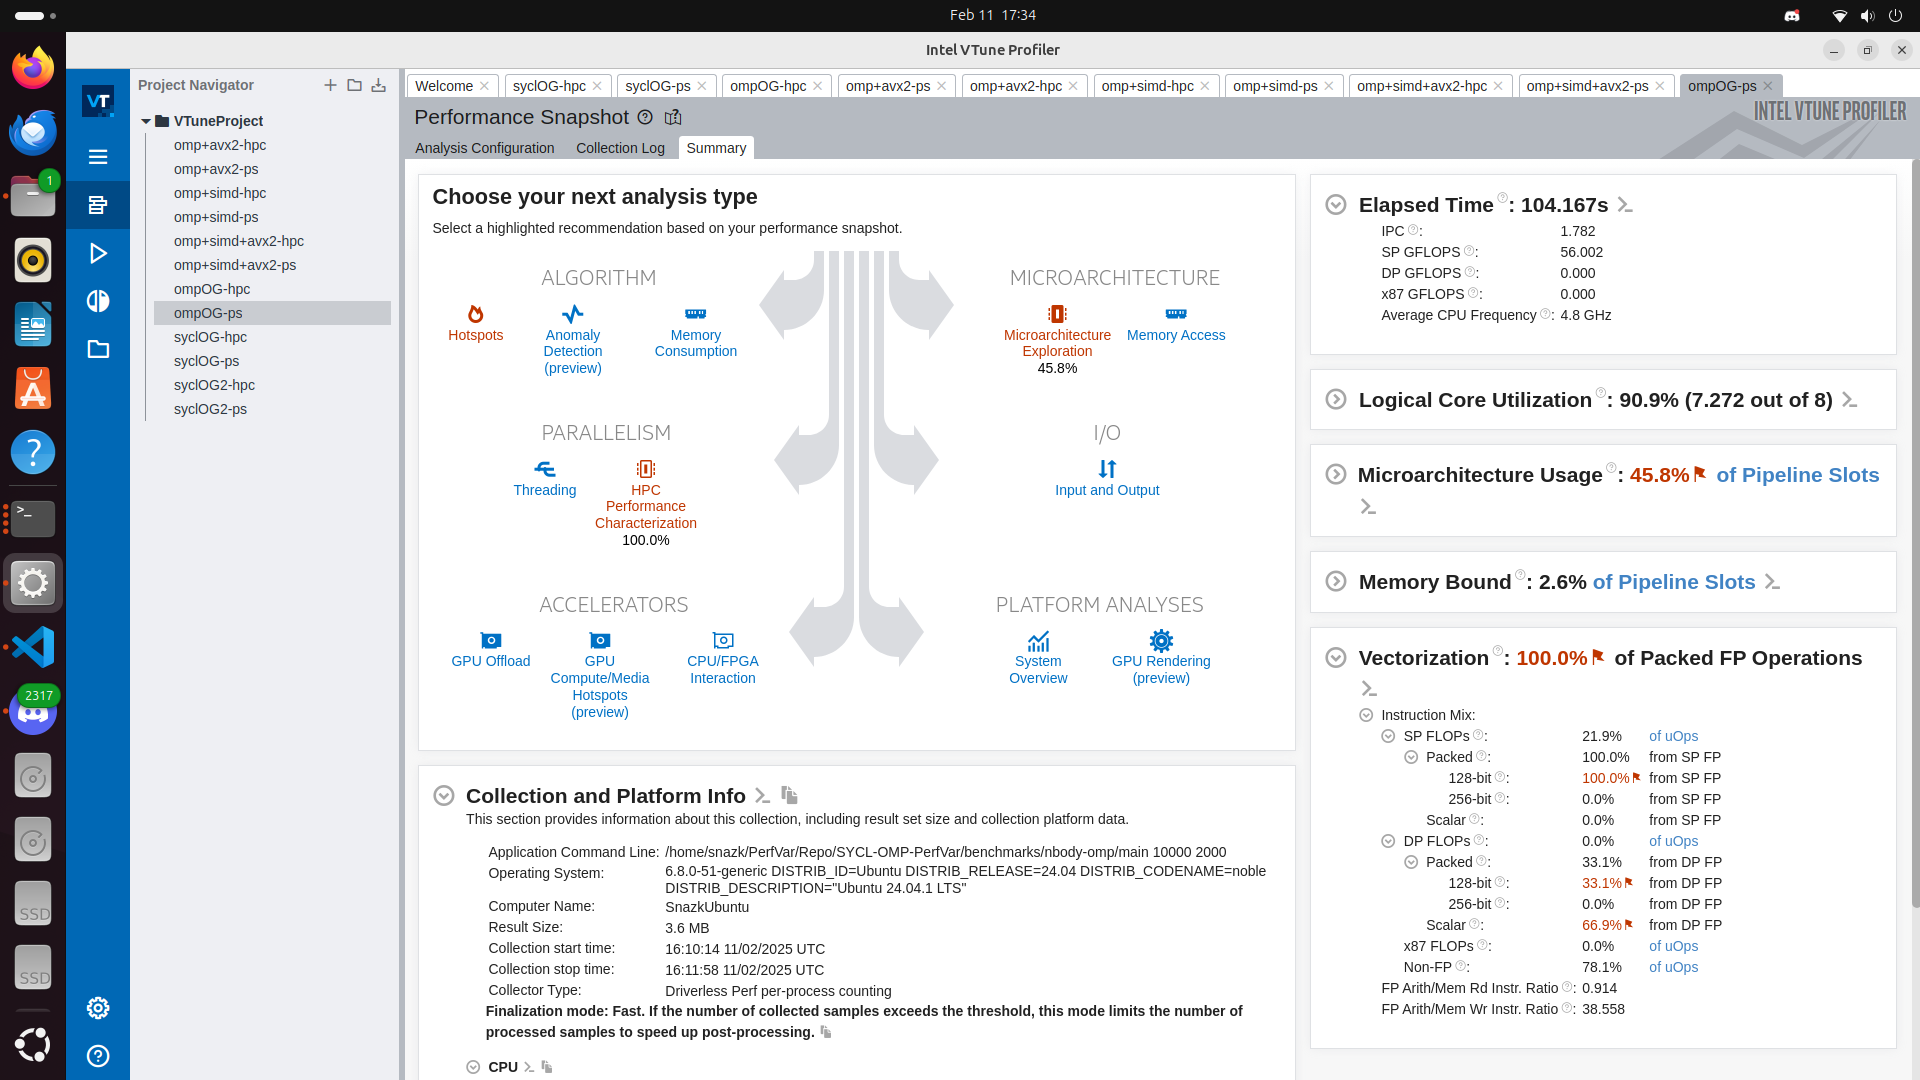 Feb 11 17:34
Intel VTune Profiler
Project Navigator
VTuneProject
omp+avx2-hpc
omp+avx2-ps
omp+simd-hpc
omp+simd-ps
omp+simd+avx2-hpc
omp+simd+avx2-ps
ompOG-hpc
ompOG-ps
syclOG-hpc
syclOG-ps
syclOG2-hpc
syclOG2-ps
VT
1
2317
SSD
SSD
Welcome syclOG-hpc syclOG-ps ompOG-hpc omp+avx2-ps omp+avx2-hpc omp+simd-hpc omp+simd-ps omp+simd+avx2-hpc omp+simd+avx2-ps ompOG-ps
Performance Snapshot
INTEL VTUNE PROFILER
Analysis Configuration Collection Log Summary
Choose your next analysis type
Select a highlighted recommendation based on your performance snapshot.
ALGORITHM
Hotspots
Anomaly Detection (preview)
Memory Consumption
MICROARCHITECTURE
Microarchitecture Exploration
45.8%
Memory Access
PARALLELISM
Threading
HPC Performance Characterization
100.0%
I/O
Input and Output
ACCELERATORS
GPU Offload
GPU Compute/Media Hotspots (preview)
CPU/FPGA Interaction
PLATFORM ANALYSES
System Overview
GPU Rendering (preview)
Collection and Platform Info
This section provides information about this collection, including result set size and collection platform data.
Application Command Line: /home/snazk/PerfVar/Repo/SYCL-OMP-PerfVar/benchmarks/nbody-omp/main 10000 2000
Operating System: 6.8.0-51-generic DISTRIB_ID=Ubuntu DISTRIB_RELEASE=24.04 DISTRIB_CODENAME=noble
DISTRIB_DESCRIPTION="Ubuntu 24.04.1 LTS"
Computer Name: SnazkUbuntu
Result Size: 3.6 MB
Collection start time: 16:10:14 11/02/2025 UTC
Collection stop time: 16:11:58 11/02/2025 UTC
Collector Type: Driverless Perf per-process counting
Finalization mode: Fast. If the number of collected samples exceeds the threshold, this mode limits the number of
processed samples to speed up post-processing.
CPU
Elapsed Time : 104.167s
IPC : 1.782
SP GFLOPS : 56.002
DP GFLOPS : 0.000
x87 GFLOPS : 0.000
Average CPU Frequency : 4.8 GHz
Logical Core Utilization : 90.9% (7.272 out of 8)
Microarchitecture Usage : 45.8% of Pipeline Slots
Memory Bound : 2.6% of Pipeline Slots
Vectorization : 100.0% of Packed FP Operations
Instruction Mix:
SP FLOPs : 21.9% of uOps
Packed : 100.0% from SP FP
128-bit : 100.0% from SP FP
256-bit : 0.0% from SP FP
Scalar : 0.0% from SP FP
DP FLOPs : 0.0% of uOps
Packed : 33.1% from DP FP
128-bit : 33.1% from DP FP
256-bit : 0.0% from DP FP
Scalar : 66.9% from DP FP
x87 FLOPs : 0.0% of uOps
Non-FP : 78.1% of uOps
FP Arith/Mem Rd Instr. Ratio : 0.914
FP Arith/Mem Wr Instr. Ratio : 38.558